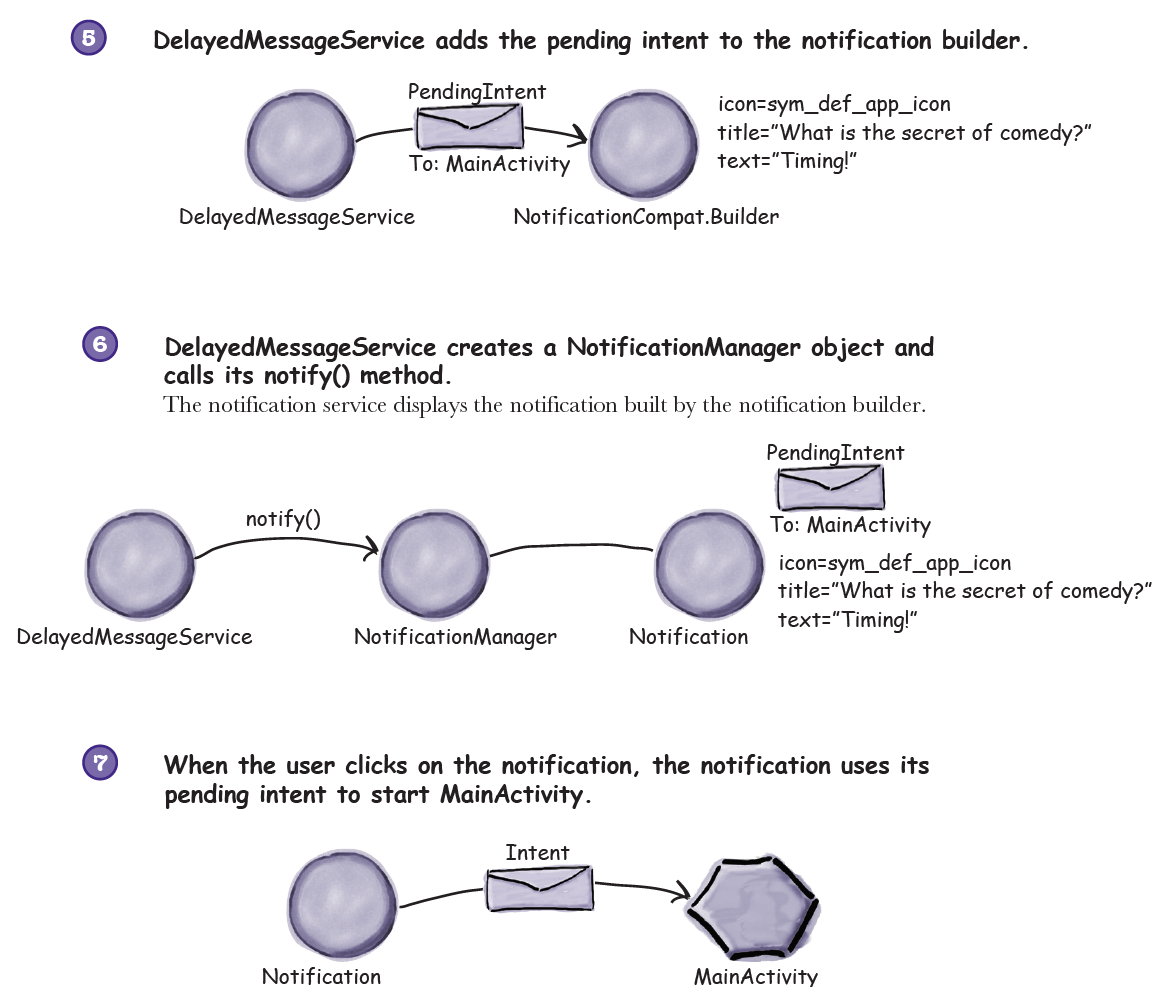 5 DelayedMessageService adds the pending intent to the notification builder.
PendingIntent
To: MainActivity
icon=sym_def_app_icon
title=”What is the secret of comedy?”
text=”Timing!”
DelayedMessageService
NotificationCompat.Builder
6 DelayedMessageService creates a NotificationManager object and
calls its notify() method.
The notification service displays the notification built by the notification builder.
PendingIntent
To: MainActivity
notify()
icon=sym_def_app_icon
title=”What is the secret of comedy?”
text=”Timing!”
DelayedMessageService
NotificationManager
Notification
7 When the user clicks on the notification, the notification uses its
pending intent to start MainActivity.
Intent
Notification
MainActivity